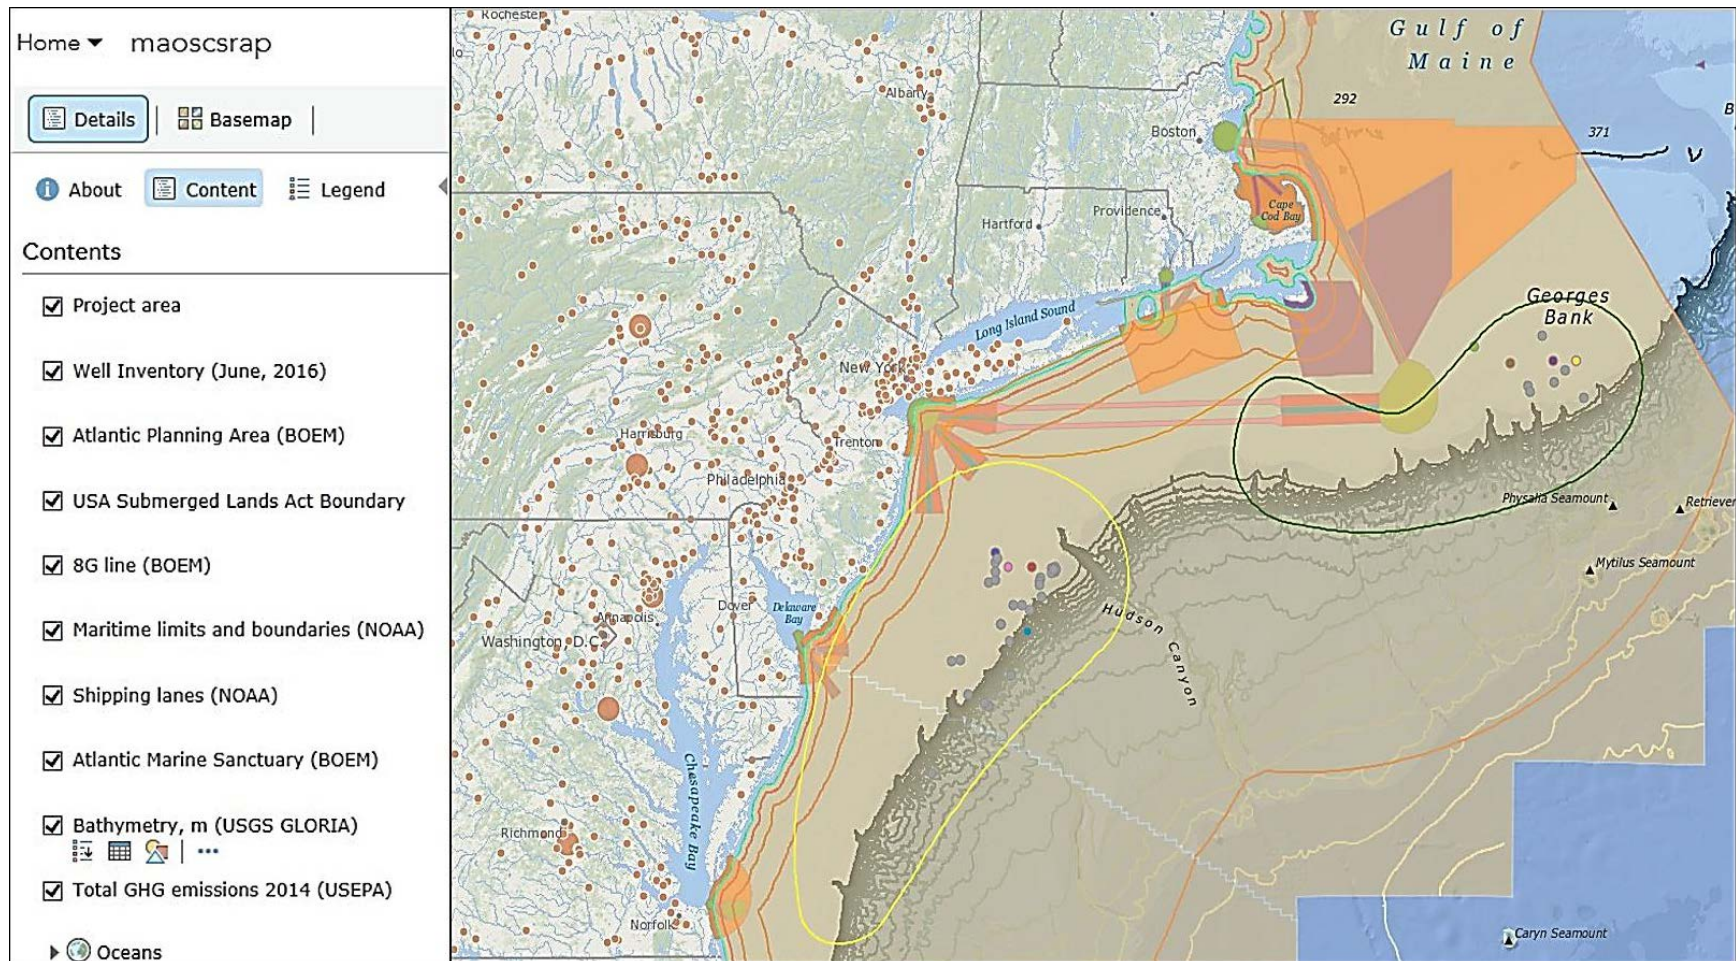 Home maoscsrap
Details | Basemap |
About Content Legend
Contents
Project area
Well Inventory (June, 2016)
Atlantic Planning Area (BOEM)
USA Submerged Lands Act Boundary
8G line (BOEM)
Maritime limits and boundaries (NOAA)
Shipping lanes (NOAA)
Atlantic Marine Sanctuary (BOEM)
Bathymetry, m (USGS GLORIA)
Total GHG emissions 2014 (USEPA)
Oceans
Rochester
Gulf of
Maine
Albany
292
Boston
371
Cape
Cod Bay
Providence
Hartford
Georges
Bank
Long Island Sound
New York
Harrisburg
Trenton
Philadelphia
Physalia Seamount
Retriever
Mytilus Seamount
Delaware
Bay
Dover
Annapolis
Washington, D.C.
Hudson Canyon
Chesapeake Bay
Richmond
Norfolk
Caryn Seamount